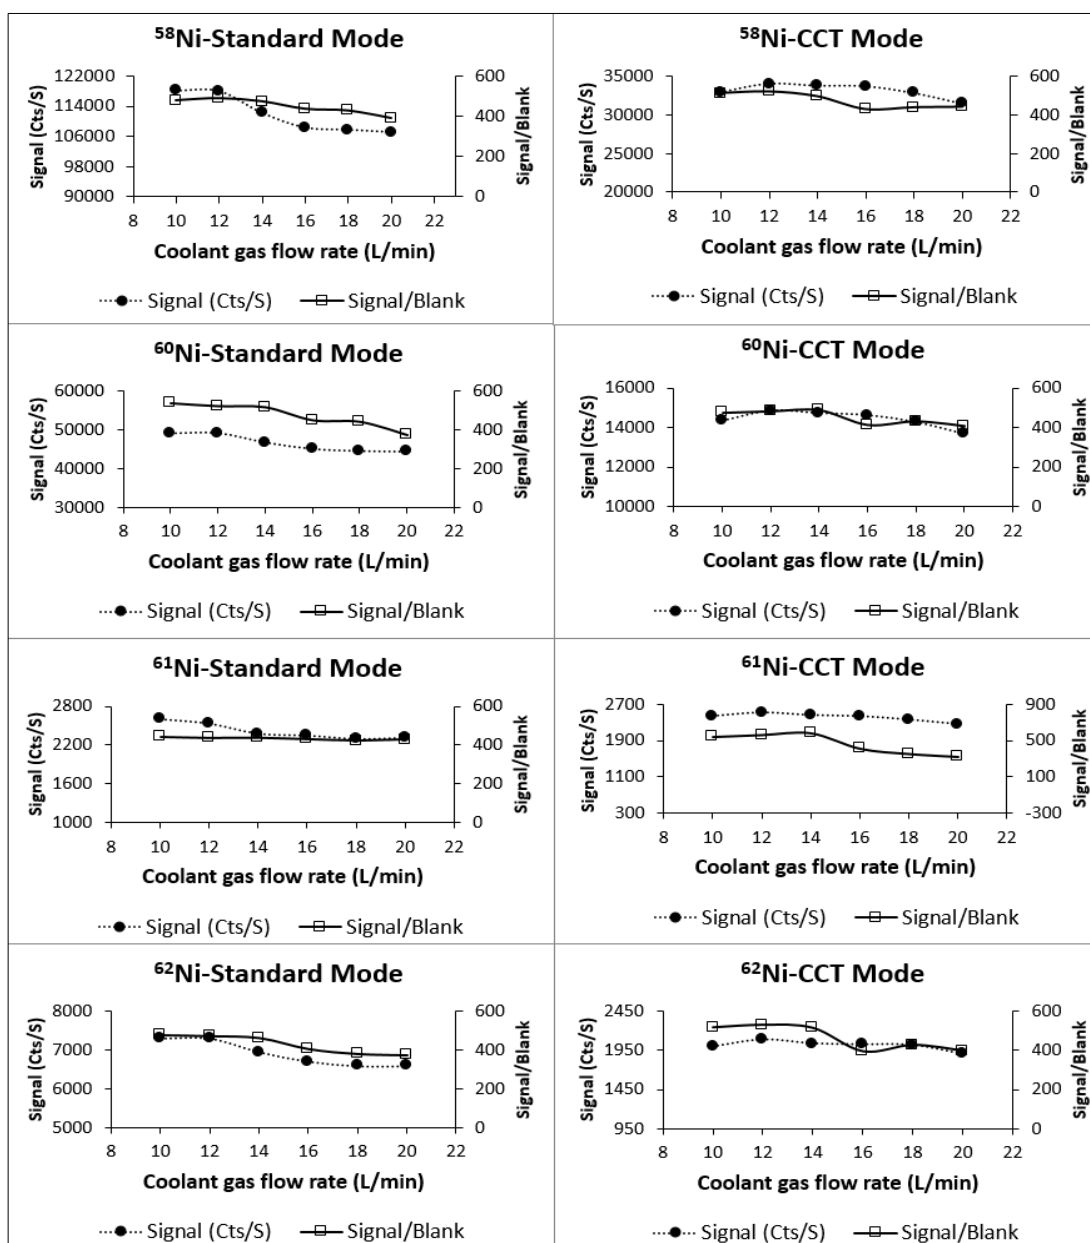 ⁵⁸Ni-Standard Mode
Signal (Cts/S)
122000
114000
106000
98000
90000
600
400
200
0
Signal/Blank
8 10 12 14 16 18 20 22
Coolant gas flow rate (L/min)
Signal (Cts/S) Signal/Blank
⁵⁸Ni-CCT Mode
Signal (Cts/S)
35000
30000
25000
20000
600
400
200
0
Signal/Blank
8 10 12 14 16 18 20 22
Coolant gas flow rate (L/min)
Signal (Cts/S) Signal/Blank
⁶⁰Ni-Standard Mode
Signal (Cts/S)
60000
50000
40000
30000
600
400
200
0
Signal/Blank
8 10 12 14 16 18 20 22
Coolant gas flow rate (L/min)
Signal (Cts/S) Signal/Blank
⁶⁰Ni-CCT Mode
Signal (Cts/S)
16000
14000
12000
10000
600
400
200
0
Signal/Blank
8 10 12 14 16 18 20 22
Coolant gas flow rate (L/min)
Signal (Cts/S) Signal/Blank
⁶¹Ni-Standard Mode
Signal (Cts/S)
2800
2200
1600
1000
600
400
200
0
Signal/Blank
8 10 12 14 16 18 20 22
Coolant gas flow rate (L/min)
Signal (Cts/S) Signal/Blank
⁶¹Ni-CCT Mode
Signal (Cts/S)
2700
1900
1100
300
900
500
100
-300
Signal/Blank
8 10 12 14 16 18 20 22
Coolant gas flow rate (L/min)
Signal (Cts/S) Signal/Blank
⁶²Ni-Standard Mode
Signal (Cts/S)
8000
7000
6000
5000
600
400
200
0
Signal/Blank
8 10 12 14 16 18 20 22
Coolant gas flow rate (L/min)
Signal (Cts/S) Signal/Blank
⁶²Ni-CCT Mode
Signal (Cts/S)
2450
1950
1450
950
600
400
200
0
Signal/Blank
8 10 12 14 16 18 20 22
Coolant gas flow rate (L/min)
Signal (Cts/S) Signal/Blank